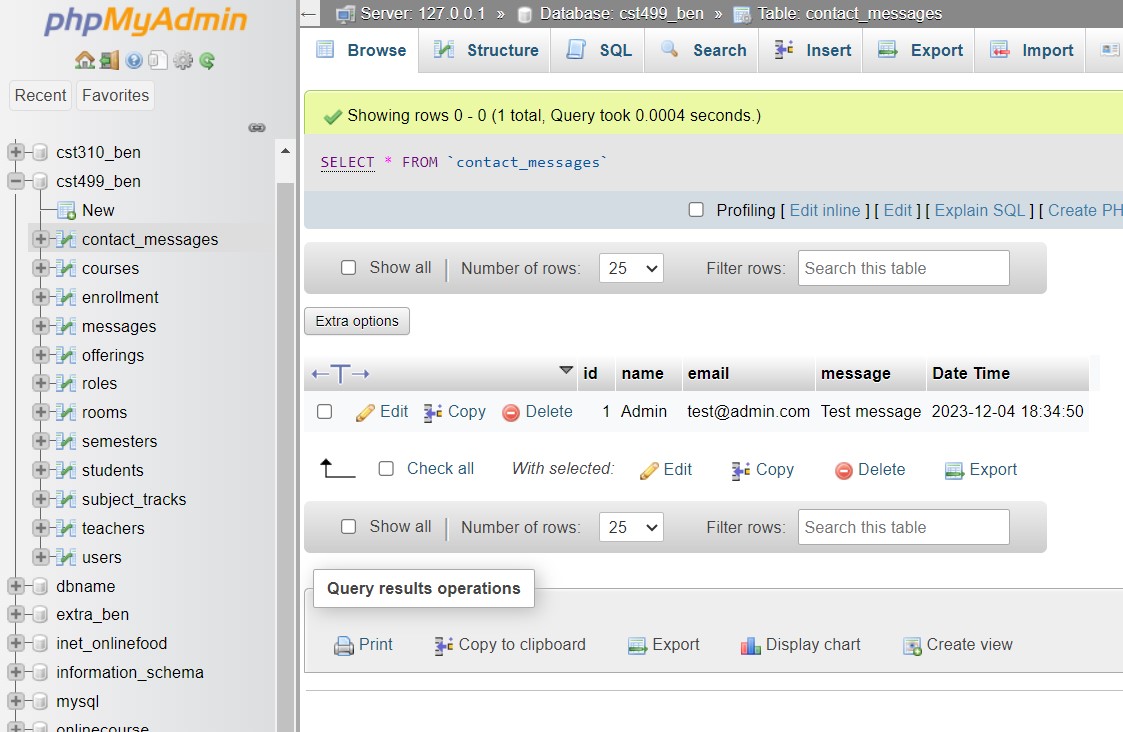 phpMyAdmin
Recent Favorites
cst310_ben
cst499_ben
New
contact_messages
courses
enrollment
messages
offerings
roles
rooms
semesters
students
subject_tracks
teachers
users
dbname
extra_ben
inet_onlinefood
information_schema
mysql
onlinecourse
Server: 127.0.0.1 » Database: cst499_ben » Table: contact_messages
Browse Structure SQL Search Insert Export Import
Showing rows 0 - 0 (1 total, Query took 0.0004 seconds.)
SELECT * FROM `contact_messages`
Profiling [ Edit inline ] [ Edit ] [ Explain SQL ] [ Create PH
Show all | Number of rows: 25 Filter rows: Search this table
Extra options
←T→ id name email message Date Time
Edit Copy Delete 1 Admin test@admin.com Test message 2023-12-04 18:34:50
Check all With selected: Edit Copy Delete Export
Show all | Number of rows: 25 Filter rows: Search this table
Query results operations
Print Copy to clipboard Export Display chart Create view